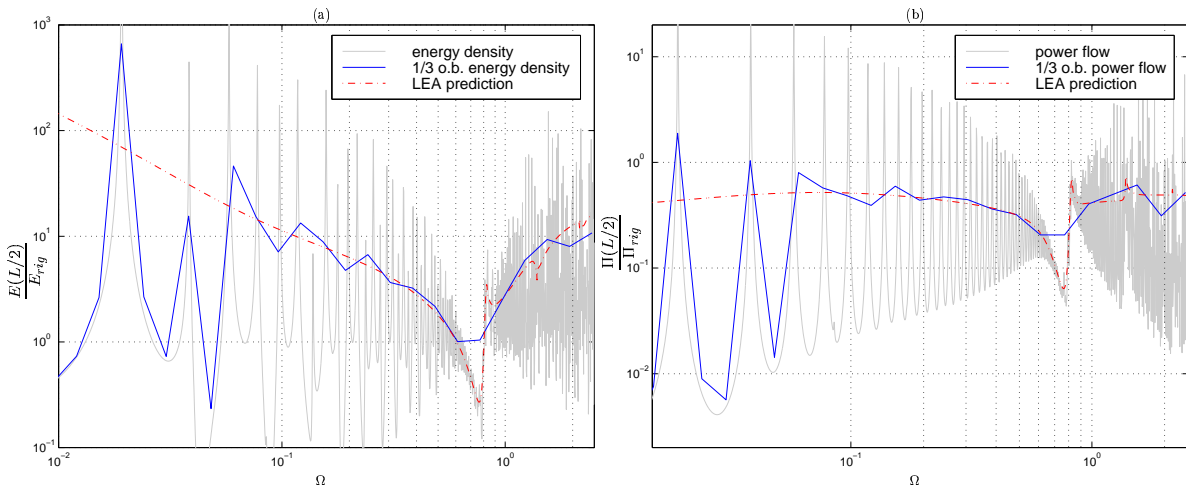 (a)
energy density
1/3 o.b. energy density
LEA prediction
10^3
10^2
10^1
10^0
10^-1
E(L/2)
E_rig
10^-2
10^-1
10^0
Ω
(b)
power flow
1/3 o.b. power flow
LEA prediction
10^1
10^0
10^-1
10^-2
Π(L/2)
Π_rig
10^-1
10^0
Ω